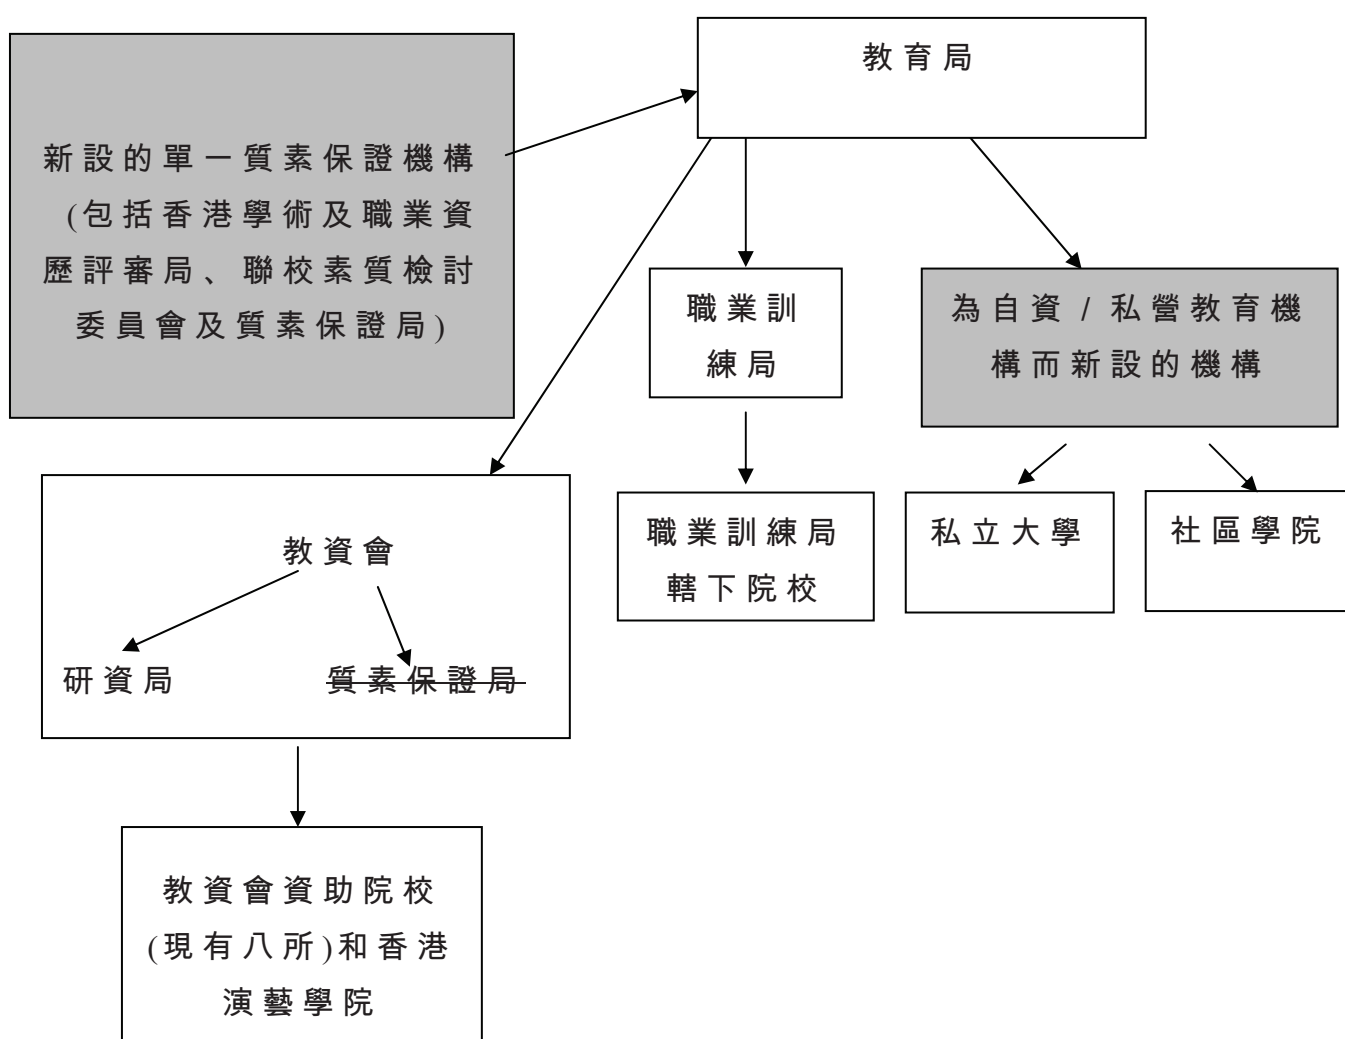 教育局
新設的單一質素保證機構
(包括香港學術及職業資
歷評審局、聯校素質檢討
委員會及質素保證局)
職業訓
練局
為自資 / 私營教育機
構而新設的機構
教資會
研資局
質素保證局
職業訓練局
轄下院校
私立大學
社區學院
教資會資助院校
(現有八所)和香港
演藝學院